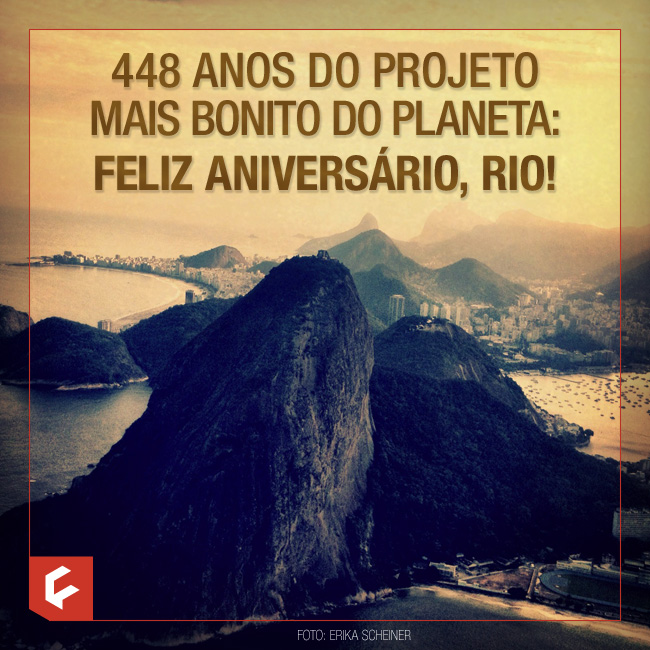 448 ANOS DO PROJETO
MAIS BONITO DO PLANETA:
FELIZ ANIVERSÁRIO, RIO!
FOTO: ERIKA SCHEINER